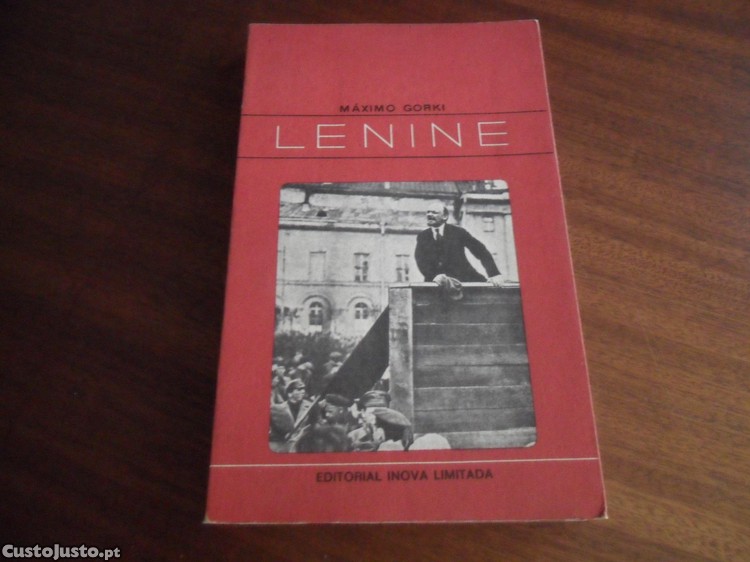 MÁXIMO GORKI
LENINE
EDITORIAL INOVA LIMITADA
CustoJusto.pt